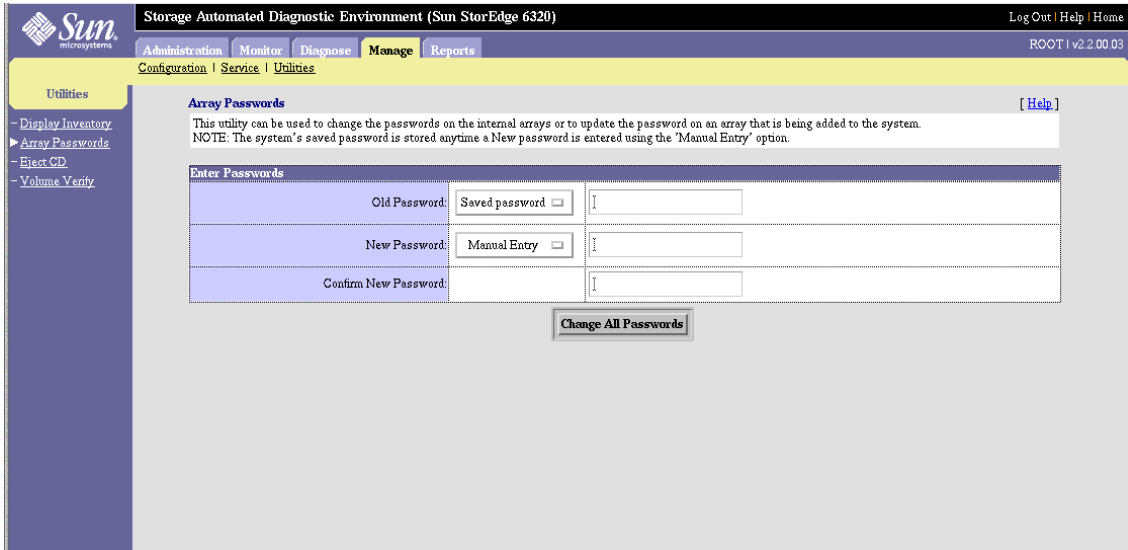 Sun.
microsystems
Storage Automated Diagnostic Environment (Sun StorEdge 6320)
Log Out | Help | Home
Administration Monitor Diagnose Manage Reports
ROOT | v2.2.00.03
Configuration | Service | Utilities
Utilities
– Display Inventory
Array Passwords
– Eject CD
– Volume Verify
Array Passwords
[ Help ]
This utility can be used to change the passwords on the internal arrays or to update the password on an array that is being added to the system.
NOTE: The system's saved password is stored anytime a New password is entered using the 'Manual Entry' option.
Enter Passwords
Old Password: Saved password
New Password: Manual Entry
Confirm New Password:
Change All Passwords